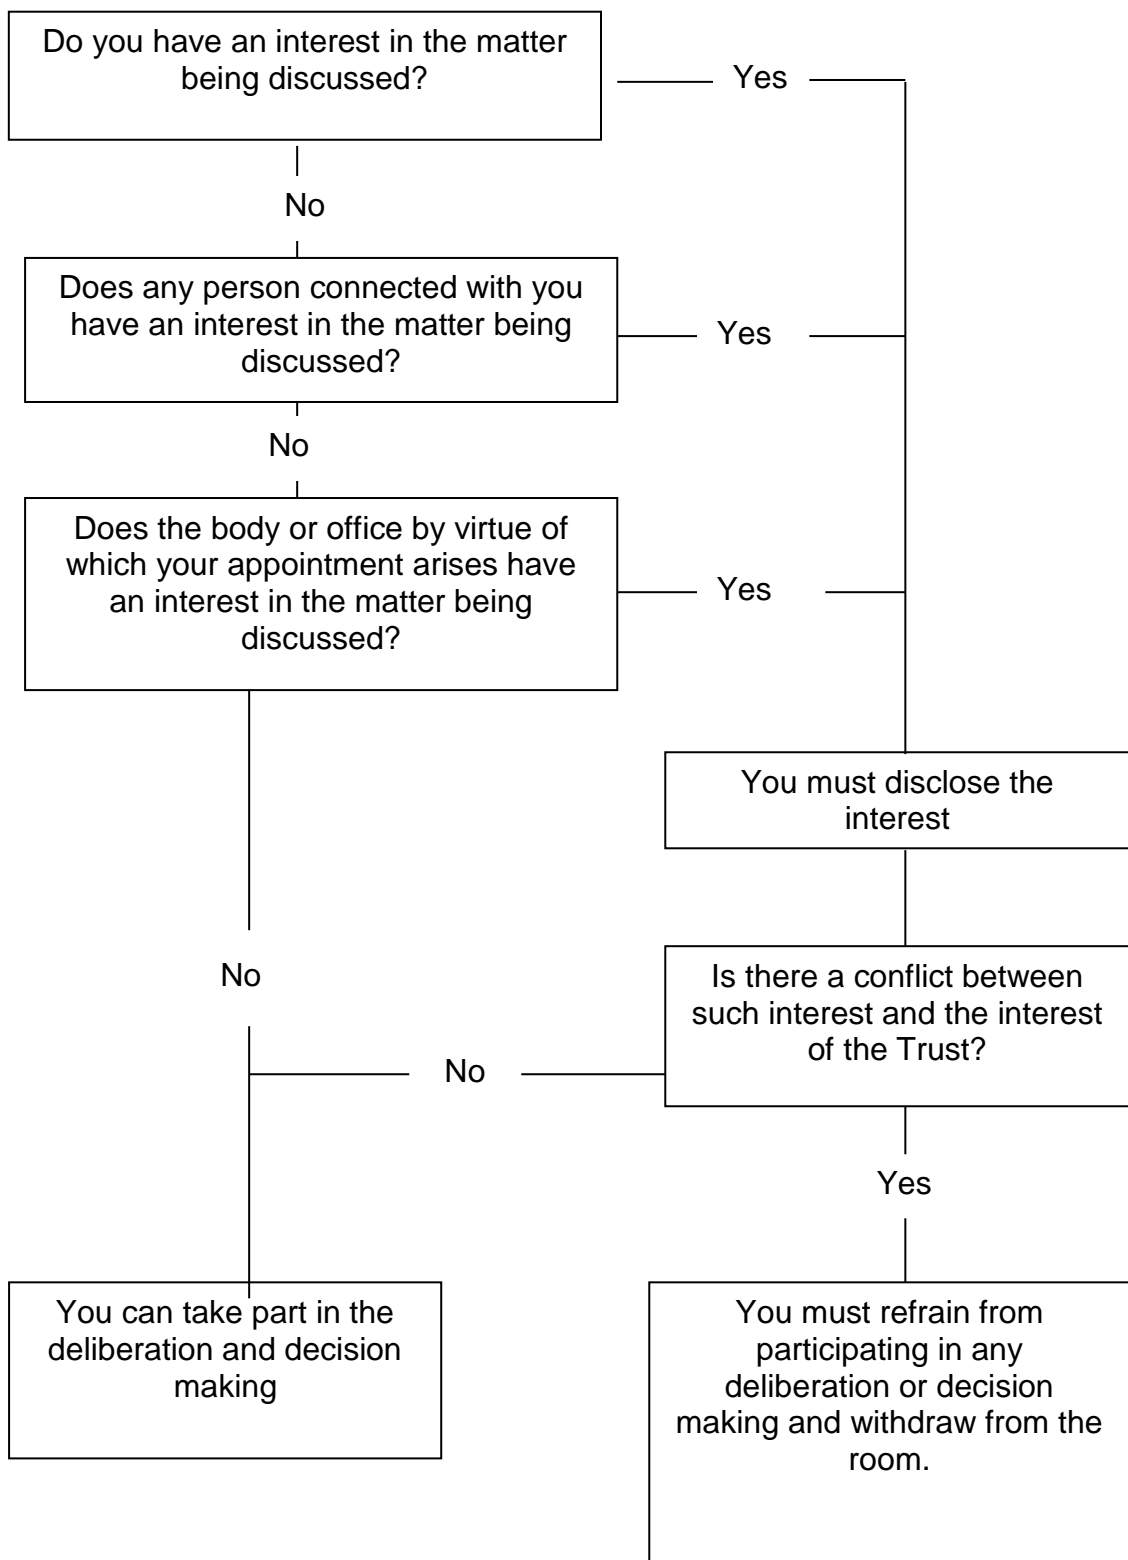 Do you have an interest in the matter
being discussed?
Yes
No
Does any person connected with you
have an interest in the matter being
discussed?
Yes
No
Does the body or office by virtue of
which your appointment arises have
an interest in the matter being
discussed?
Yes
You must disclose the
interest
No
Is there a conflict between
such interest and the interest
of the Trust?
No
Yes
You can take part in the
deliberation and decision
making
You must refrain from
participating in any
deliberation or decision
making and withdraw from the
room.